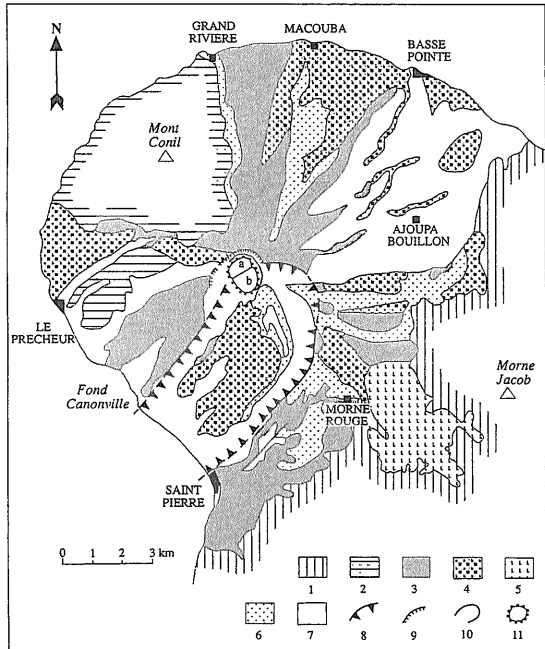 N
GRAND
RIVIERE
MACOUBA
BASSE
POINTE
Mont
Conil
AJOUPA
BOUILLON
a
b
LE
PRECHEUR
Fond
Canonville
Morne
Jacob
MORNE
ROUGE
SAINT
PIERRE
0 1 2 3 km
1 2 3 4 5
6 7 8 9 10 11